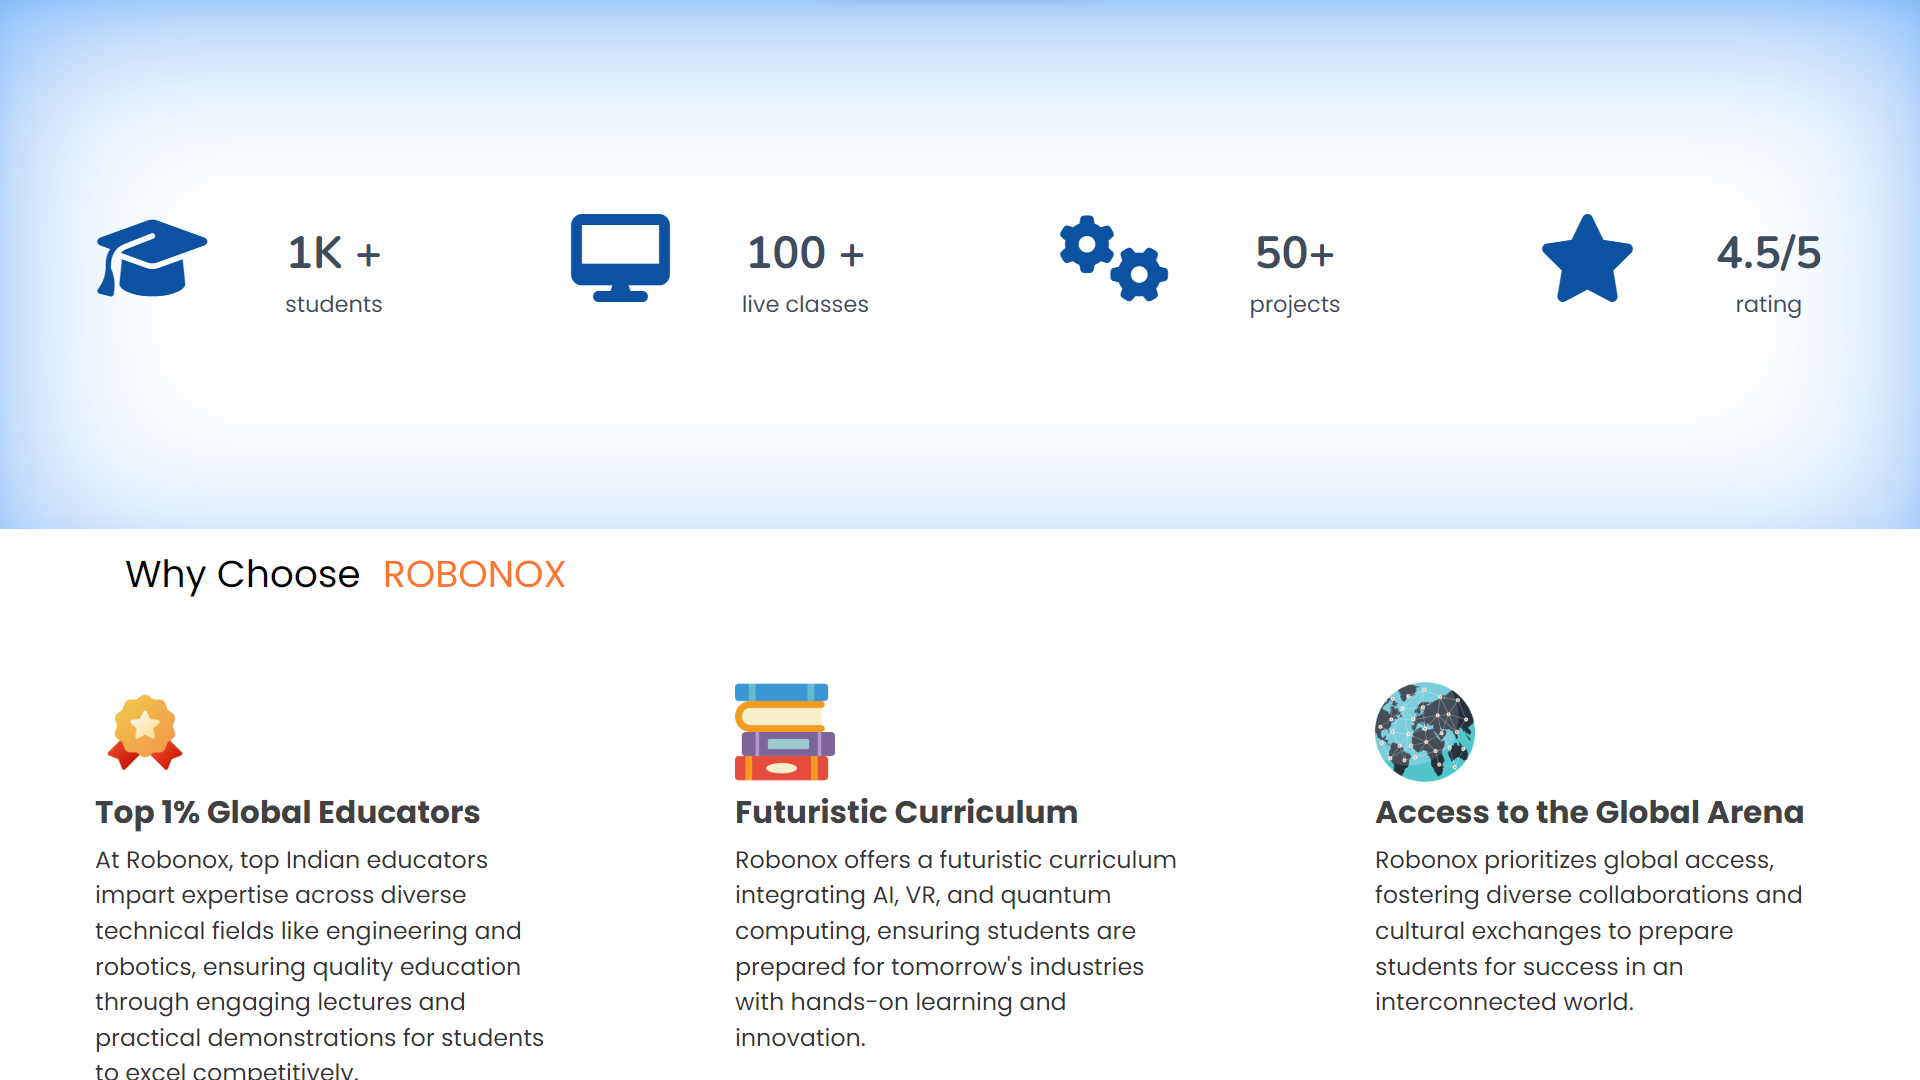 1K +
students
100 +
live classes
50+
projects
4.5/5
rating
Why Choose ROBONOX
Top 1% Global Educators
At Robonox, top Indian educators
impart expertise across diverse
technical fields like engineering and
robotics, ensuring quality education
through engaging lectures and
practical demonstrations for students
to excel competitively.
Futuristic Curriculum
Robonox offers a futuristic curriculum
integrating AI, VR, and quantum
computing, ensuring students are
prepared for tomorrow's industries
with hands-on learning and
innovation.
Access to the Global Arena
Robonox prioritizes global access,
fostering diverse collaborations and
cultural exchanges to prepare
students for success in an
interconnected world.